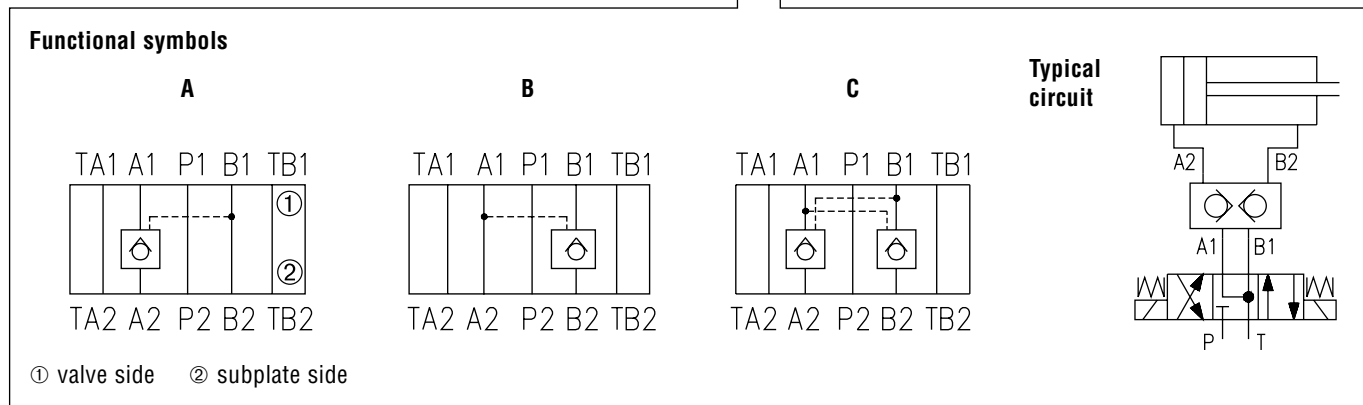 Functional symbols
A
B
C
Typical
circuit
TA1 A1 P1 B1 TB1
①
②
TA2 A2 P2 B2 TB2
TA1 A1 P1 B1 TB1
TA2 A2 P2 B2 TB2
TA1 A1 P1 B1 TB1
TA2 A2 P2 B2 TB2
A2 B2
A1 B1
T
P T
① valve side ② subplate side